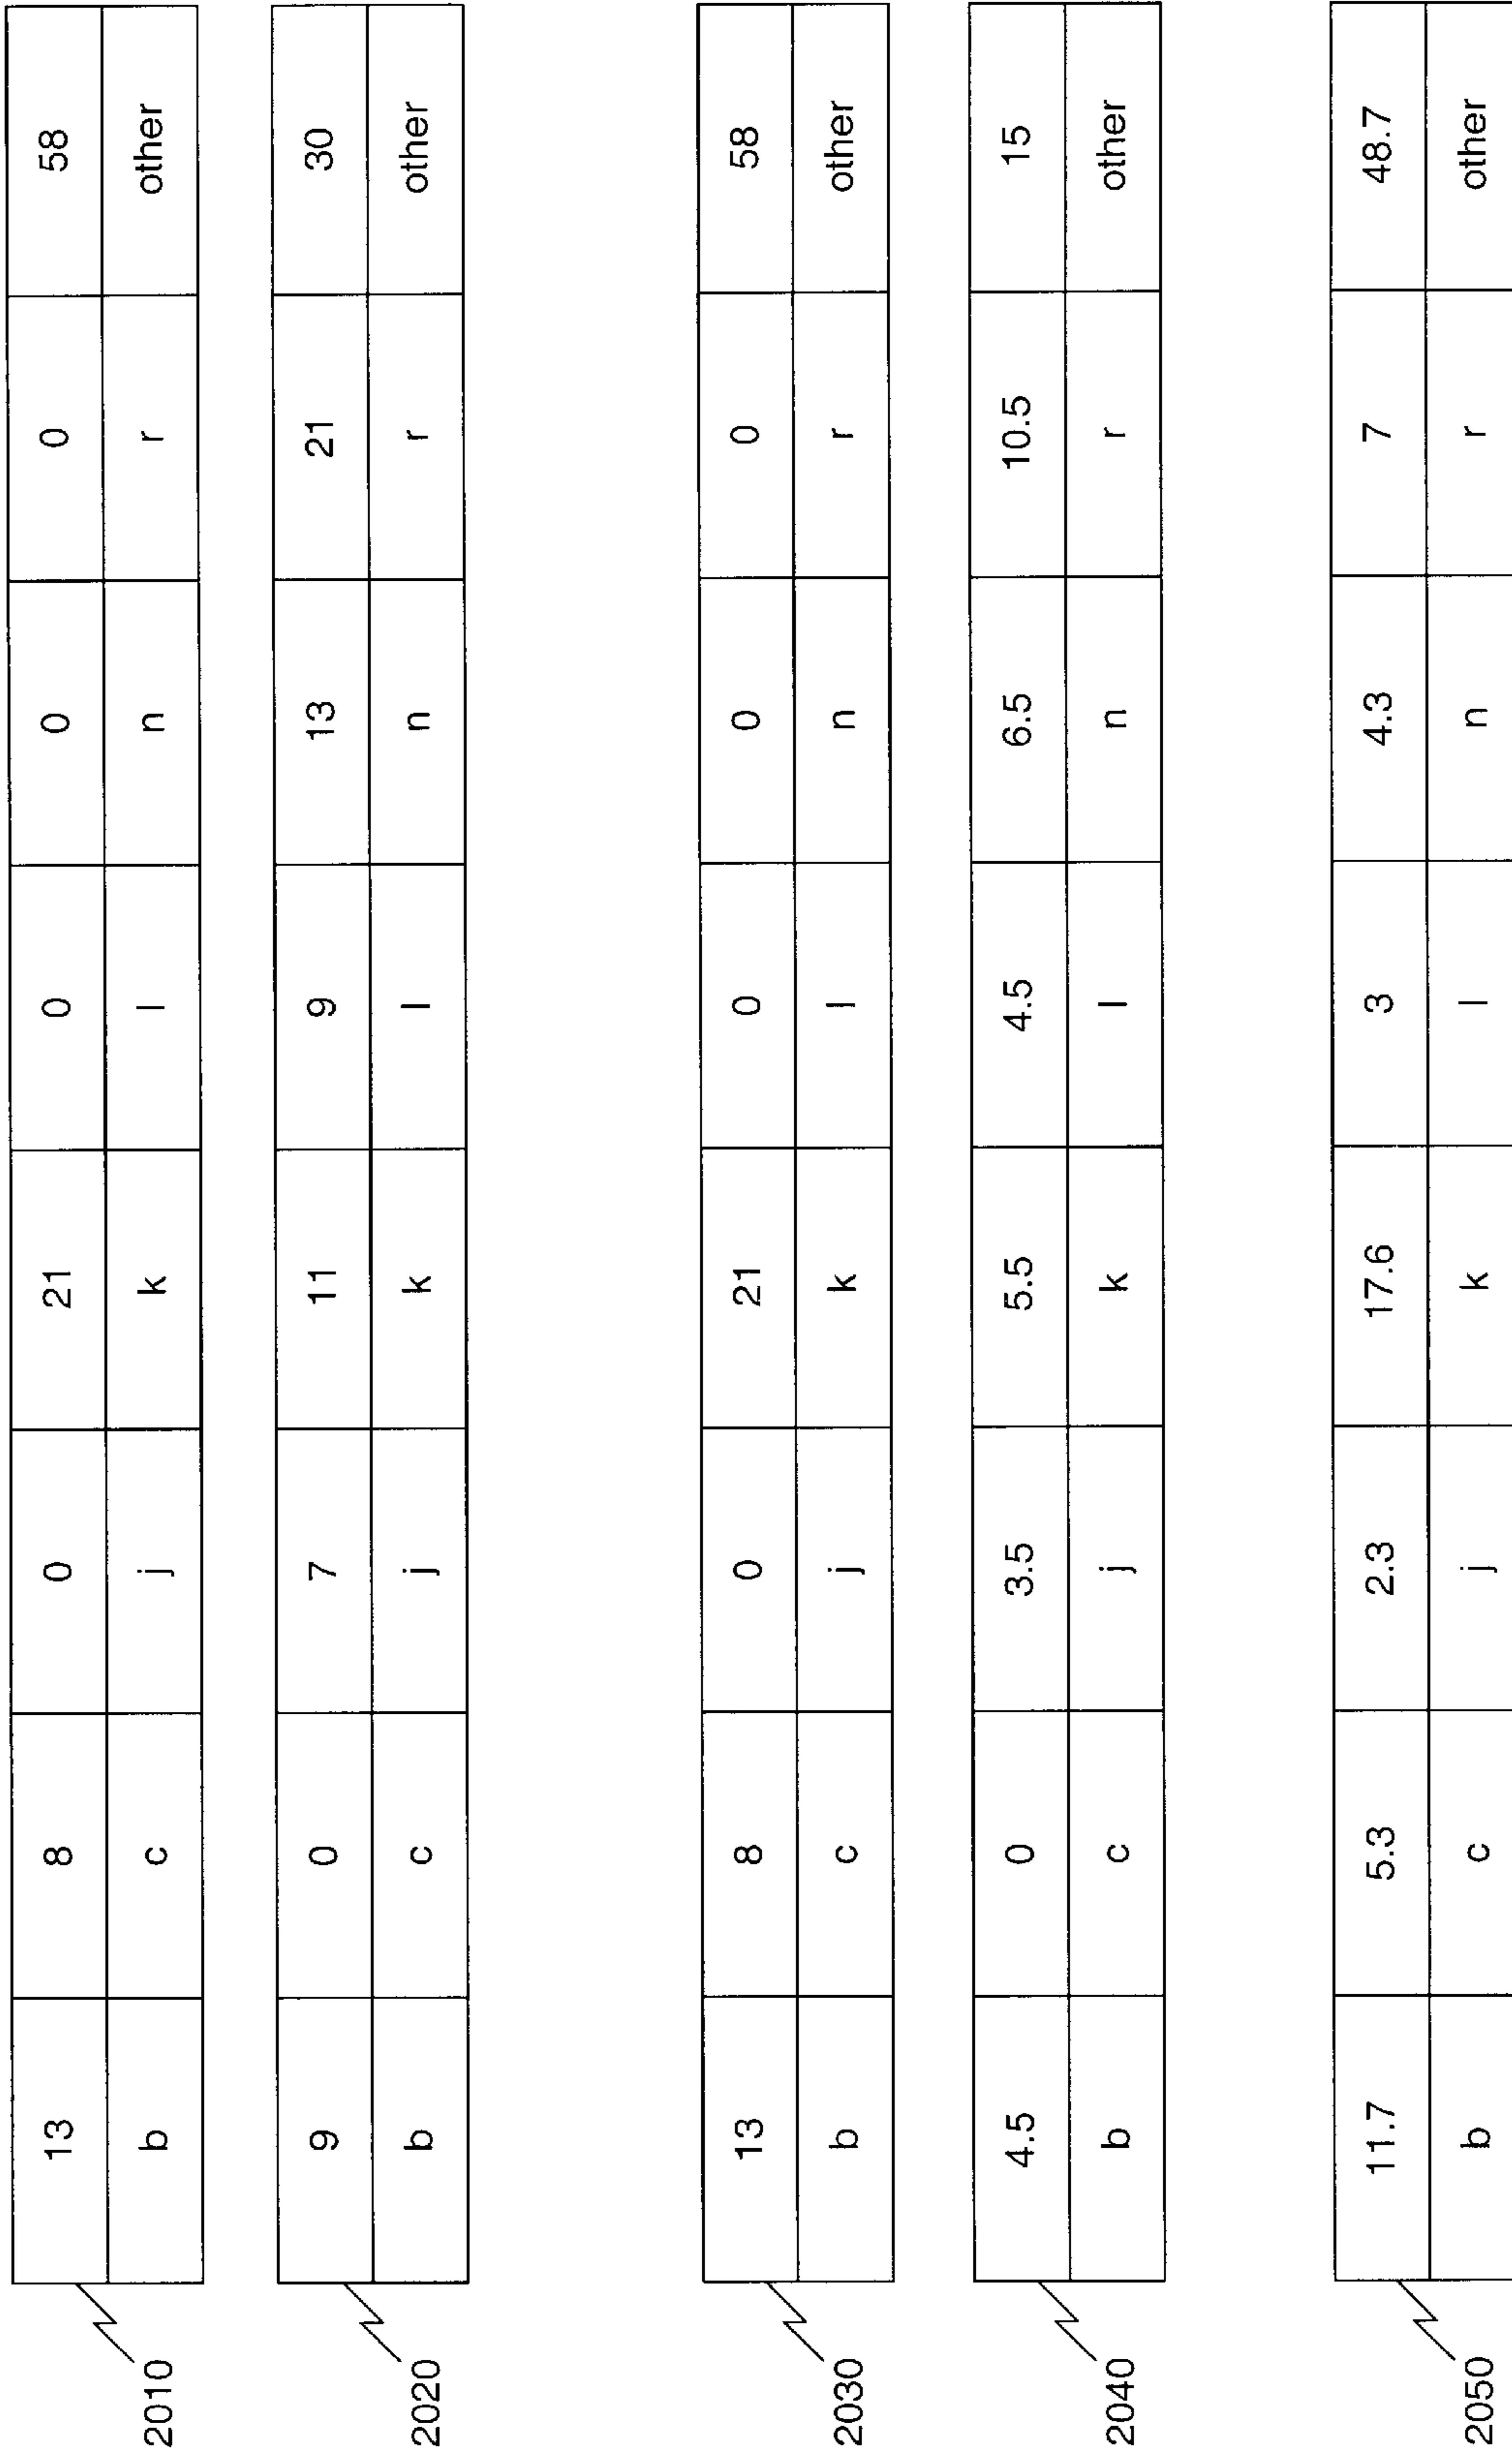 13 8 0 21 0 0 0 58
2010 b c j k l n r other
9 0 7 11 9 13 21 30
2020 b c j k l n r other
13 8 0 21 0 0 0 58
2030 b c j k l n r other
4.5 0 3.5 5.5 4.5 6.5 10.5 15
2040 b c j k l n r other
11.7 5.3 2.3 17.6 3 4.3 7 48.7
2050 b c j k l n r other